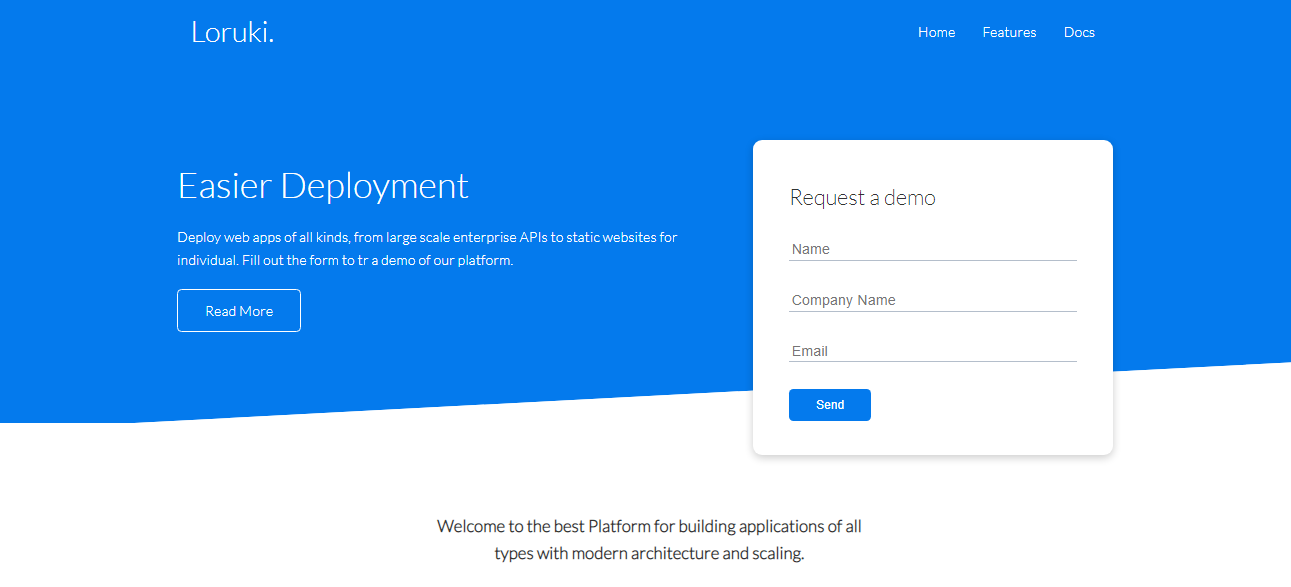 Loruki.
Home Features Docs
Easier Deployment
Deploy web apps of all kinds, from large scale enterprise APIs to static websites for
individual. Fill out the form to tr a demo of our platform.
Read More
Request a demo
Name
Company Name
Email
Send
Welcome to the best Platform for building applications of all
types with modern architecture and scaling.